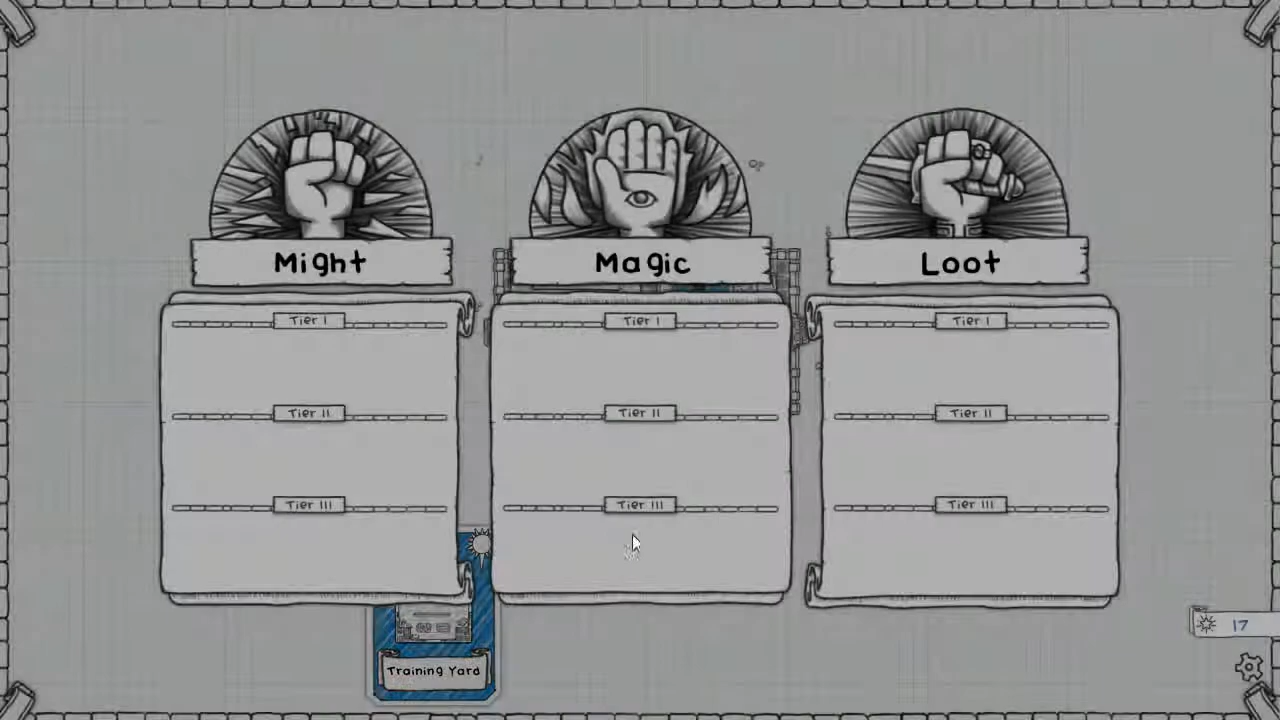 Might Magic Loot
Tier I Tier I Tier I
Tier II Tier II Tier II
Tier III Tier III Tier III
17
Training Yard